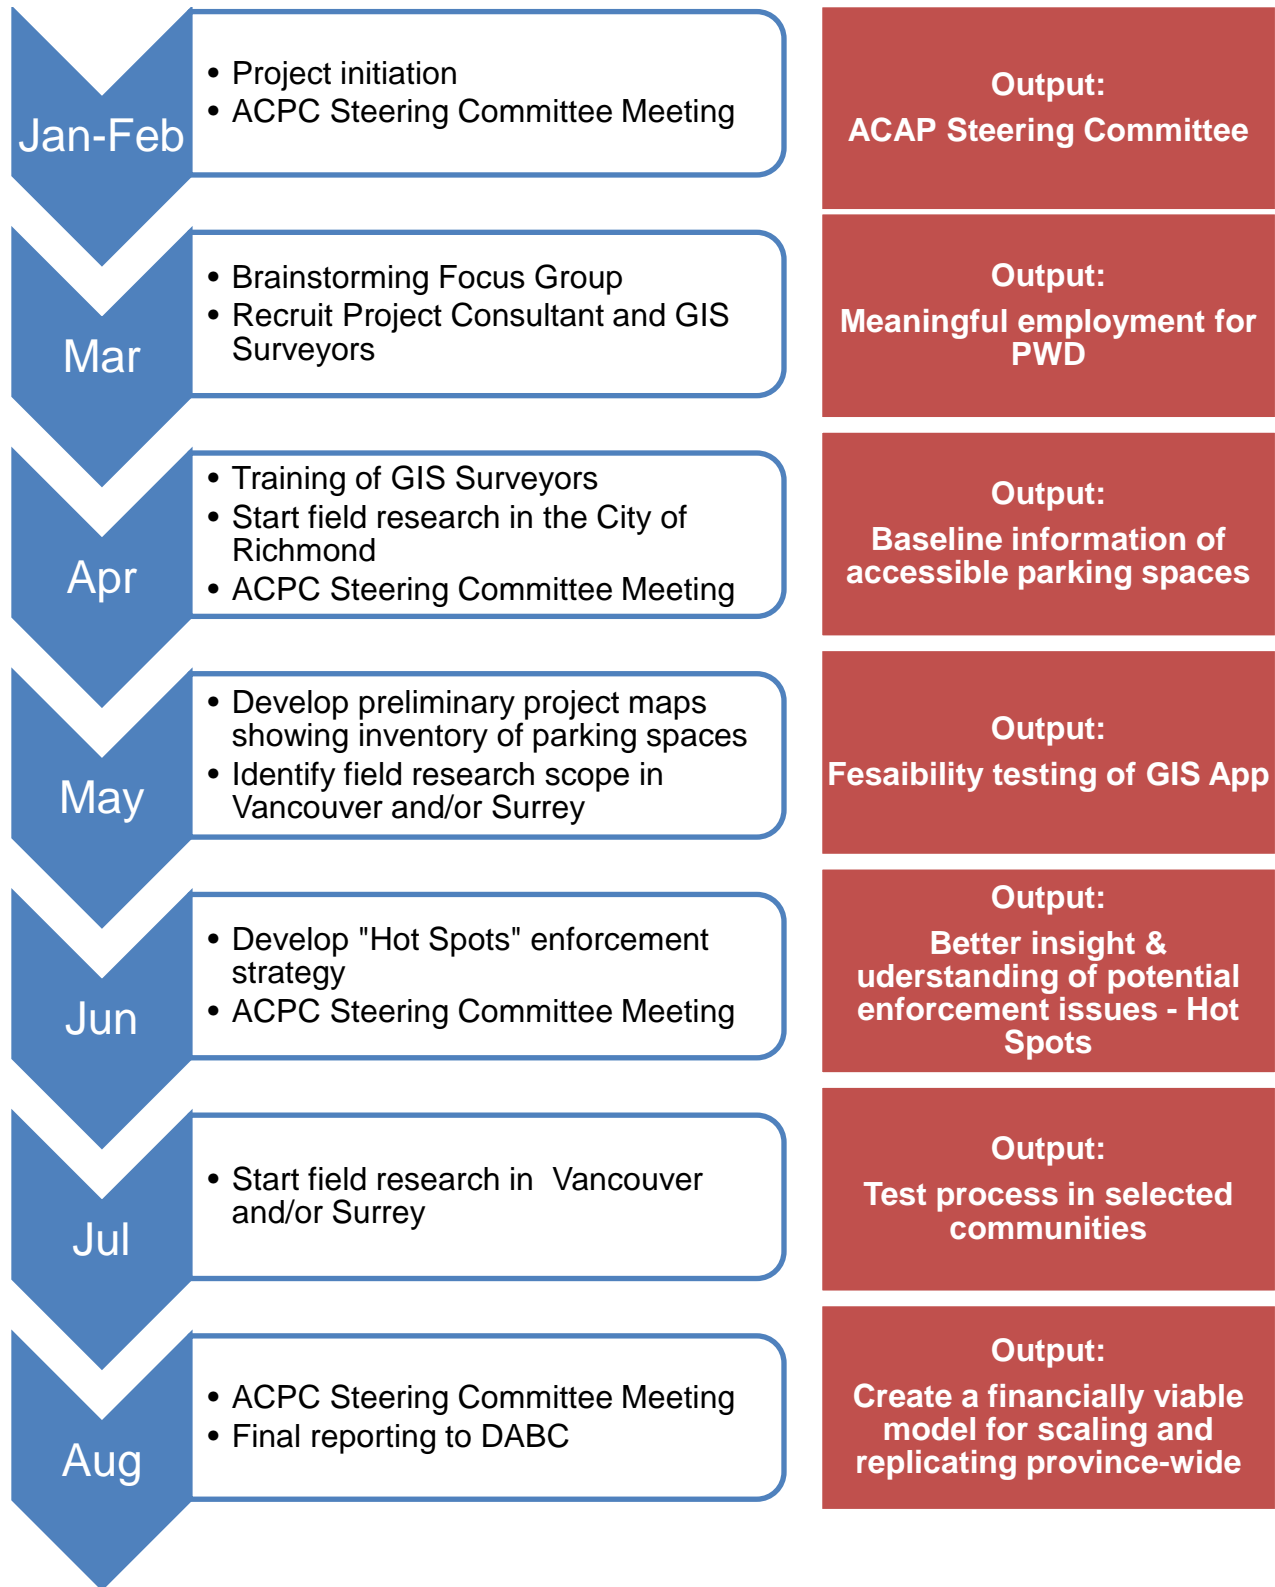 Jan-Feb
• Project initiation
• ACPC Steering Committee Meeting
Output:
ACAP Steering Committee
Mar
• Brainstorming Focus Group
• Recruit Project Consultant and GIS
Surveyors
Output:
Meaningful employment for
PWD
Apr
• Training of GIS Surveyors
• Start field research in the City of
Richmond
• ACPC Steering Committee Meeting
Output:
Baseline information of
accessible parking spaces
May
• Develop preliminary project maps
showing inventory of parking spaces
• Identify field research scope in
Vancouver and/or Surrey
Output:
Fesaibility testing of GIS App
Jun
• Develop "Hot Spots" enforcement
strategy
• ACPC Steering Committee Meeting
Output:
Better insight &
uderstanding of potential
enforcement issues - Hot
Spots
Jul
• Start field research in  Vancouver
and/or Surrey
Output:
Test process in selected
communities
Aug
• ACPC Steering Committee Meeting
• Final reporting to DABC
Output:
Create a financially viable
model for scaling and
replicating province-wide